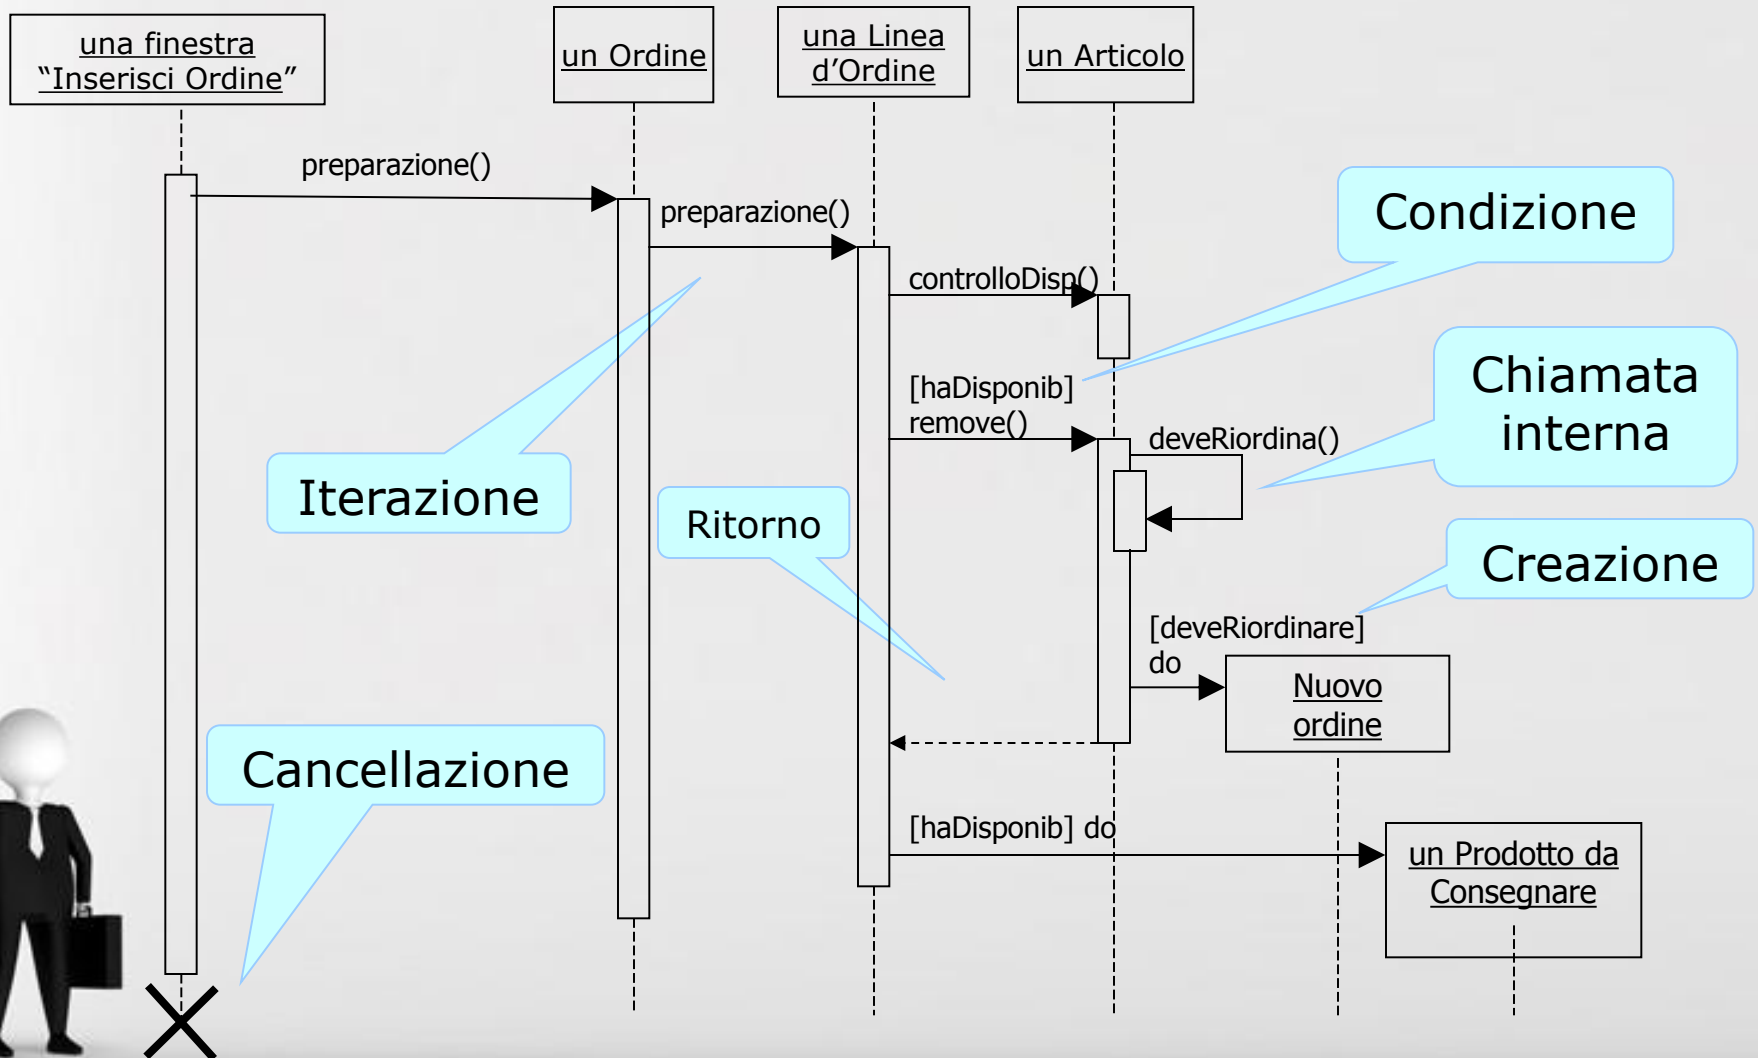 una finestra
“Inserisci Ordine”
un Ordine
una Linea
d’Ordine
un Articolo
preparazione()
preparazione()
Condizione
controlloDisp()
Chiamata
interna
[haDisponib]
remove()
deveRiordina()
Iterazione
Ritorno
Creazione
[deveRiordinare]
do
Nuovo
ordine
Cancellazione
[haDisponib] do
un Prodotto da
Consegnare